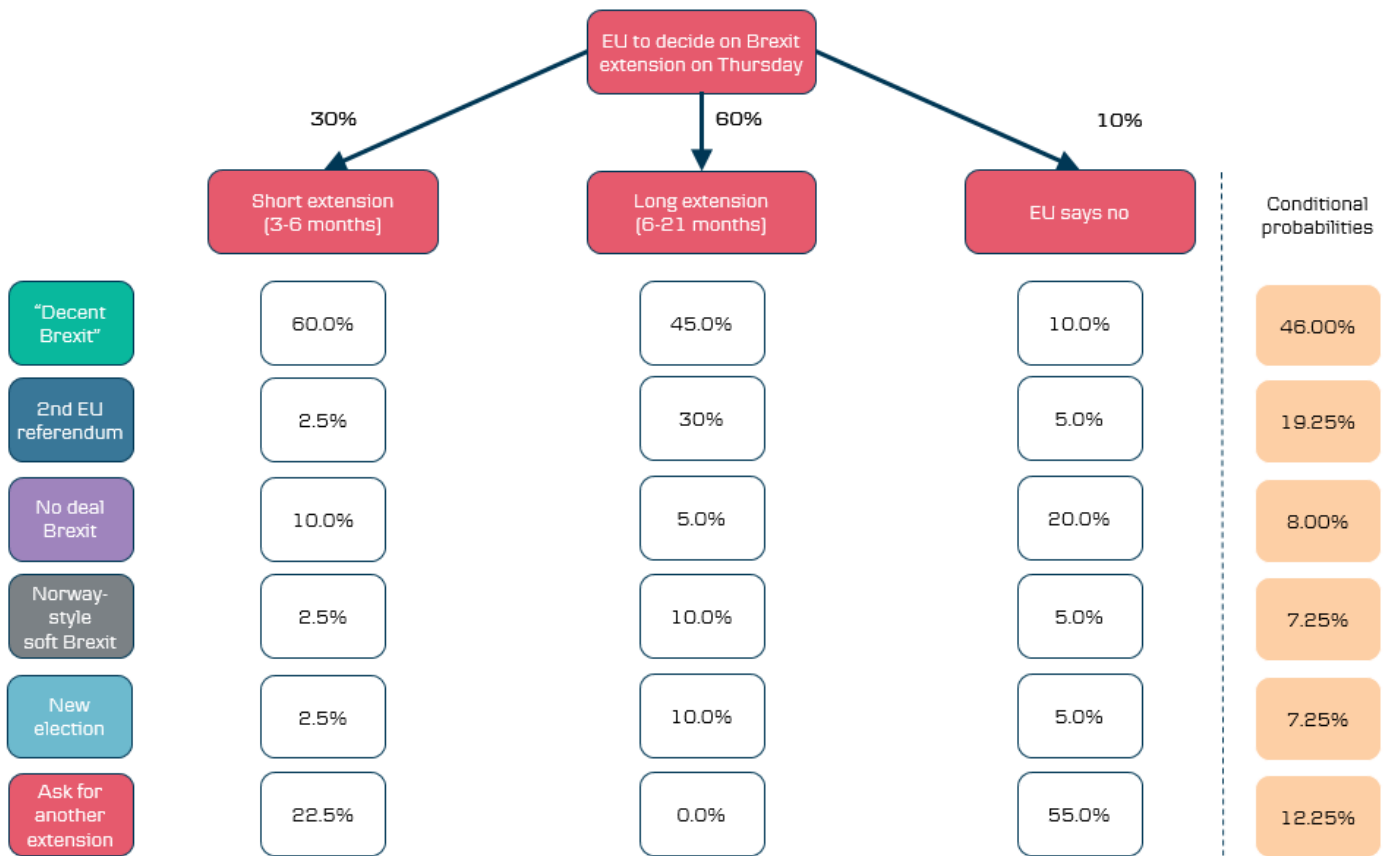 EU to decide on Brexit
extension on Thursday
30%
60%
10%
Short extension
(3-6 months)
Long extension
(6-21 months)
EU says no
Conditional
probabilities
“Decent
Brexit”
60.0%
45.0%
10.0%
46.00%
2nd EU
referendum
2.5%
30%
5.0%
19.25%
No deal
Brexit
10.0%
5.0%
20.0%
8.00%
Norway-
style
soft Brexit
2.5%
10.0%
5.0%
7.25%
New
election
2.5%
10.0%
5.0%
7.25%
Ask for
another
extension
22.5%
0.0%
55.0%
12.25%